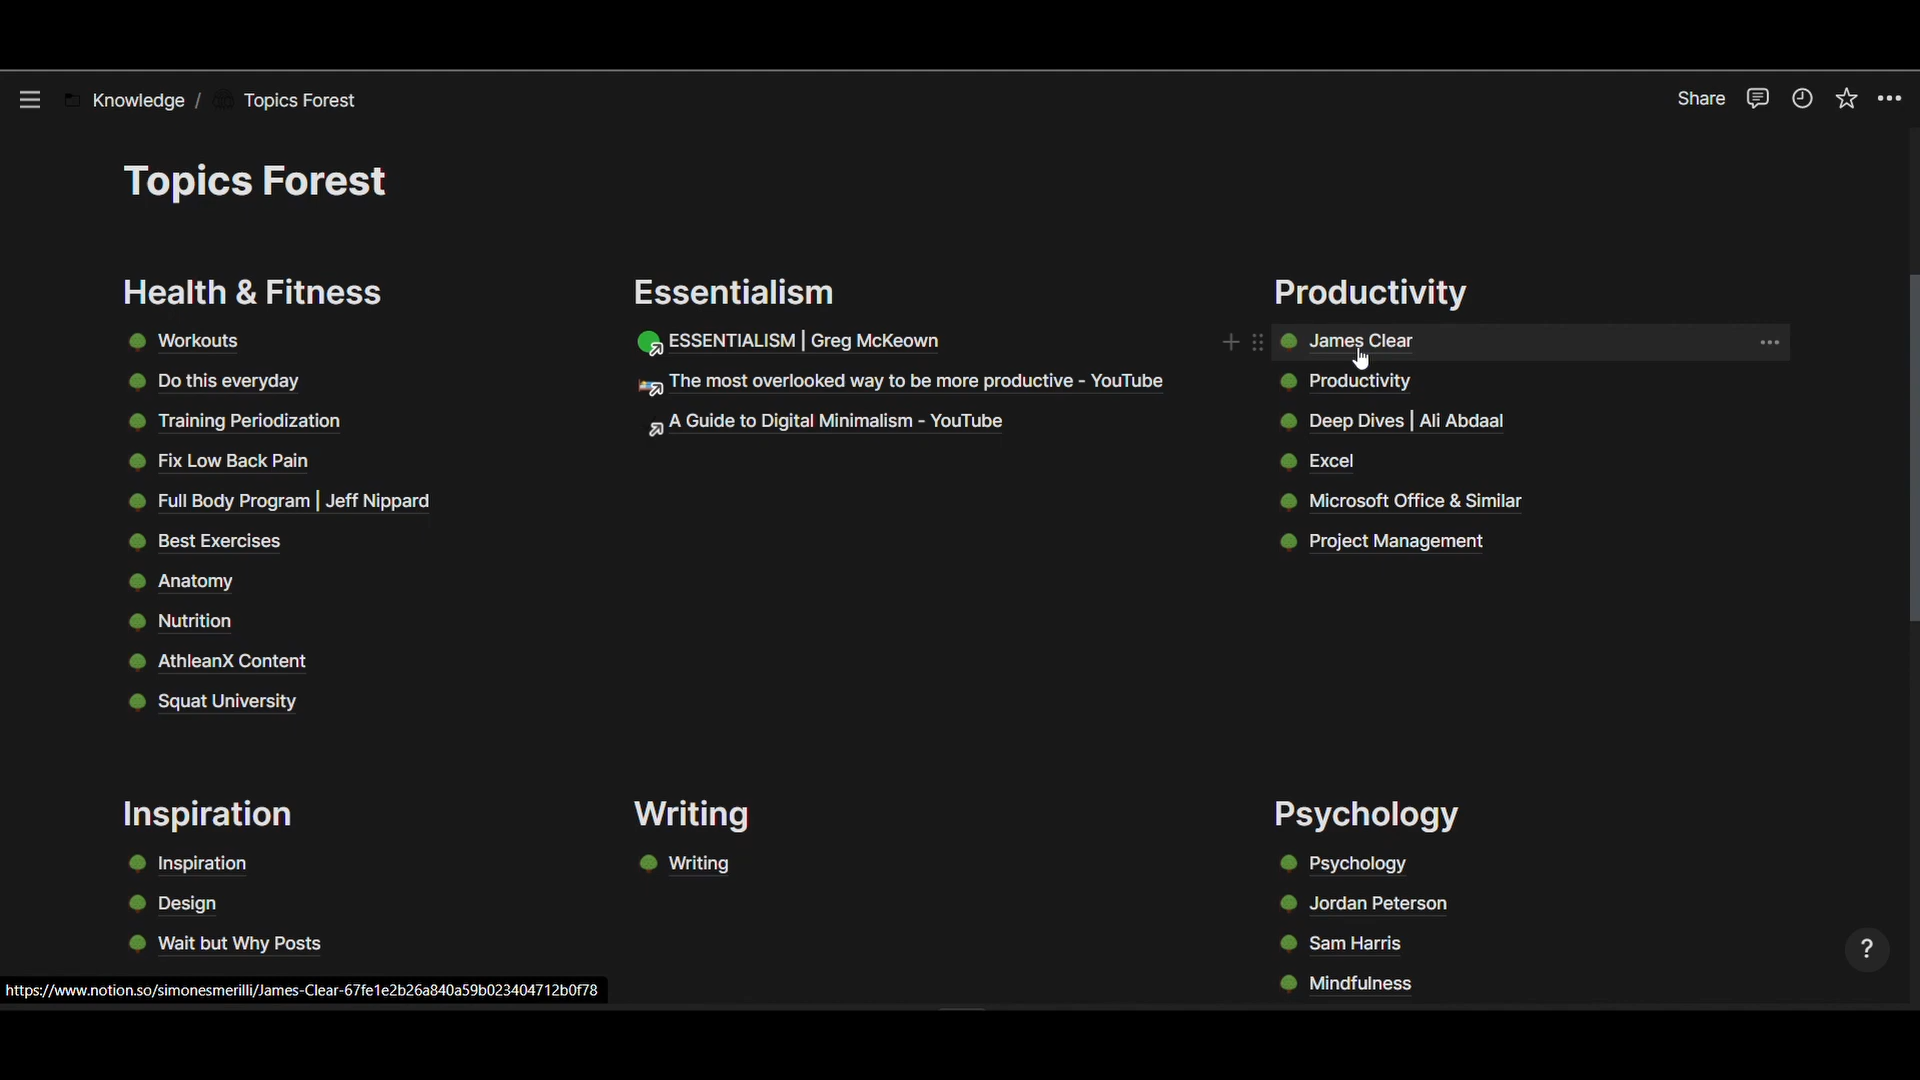 Knowledge / Topics Forest
Share
Topics Forest
Health & Fitness
Workouts
Do this everyday
Training Periodization
Fix Low Back Pain
Full Body Program | Jeff Nippard
Best Exercises
Anatomy
Nutrition
AthleanX Content
Squat University
Essentialism
ESSENTIALISM | Greg McKeown
The most overlooked way to be more productive - YouTube
A Guide to Digital Minimalism - YouTube
Productivity
James Clear
Productivity
Deep Dives | Ali Abdaal
Excel
Microsoft Office & Similar
Project Management
Inspiration
Inspiration
Design
Wait but Why Posts
Writing
Writing
Psychology
Psychology
Jordan Peterson
Sam Harris
Mindfulness
?
https://www.notion.so/simonesmerilli/James-Clear-67fe1e2b26a840a59b023404712b0f78